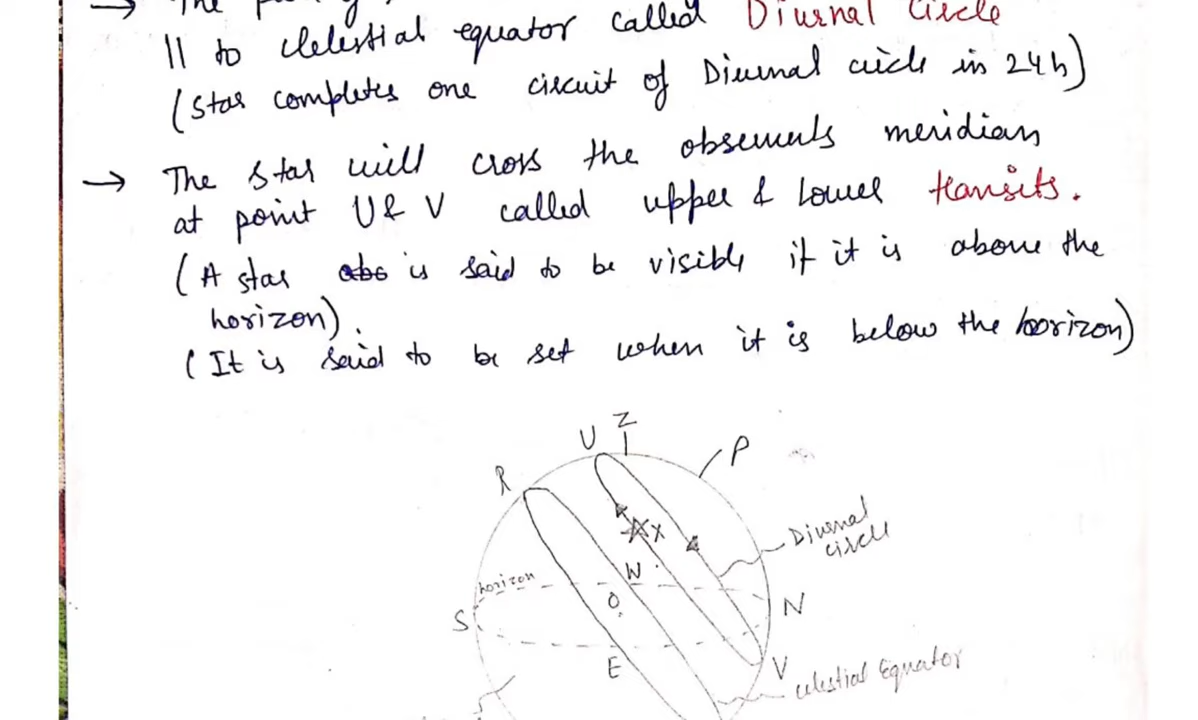 → The
|| to Celestial equator called Diurnal Circle
(Star completes one circuit of Diurnal circle in 24h)
→ The star will cross the observers meridian
at point U & V called upper & lower transits.
(A star is said to be visible if it is above the
horizon).
(It is said to be set when it is below the horizon)
U Z
P
R
X
Diurnal
circle
horizon
W
O
N
S
E
V
Celestial Equator